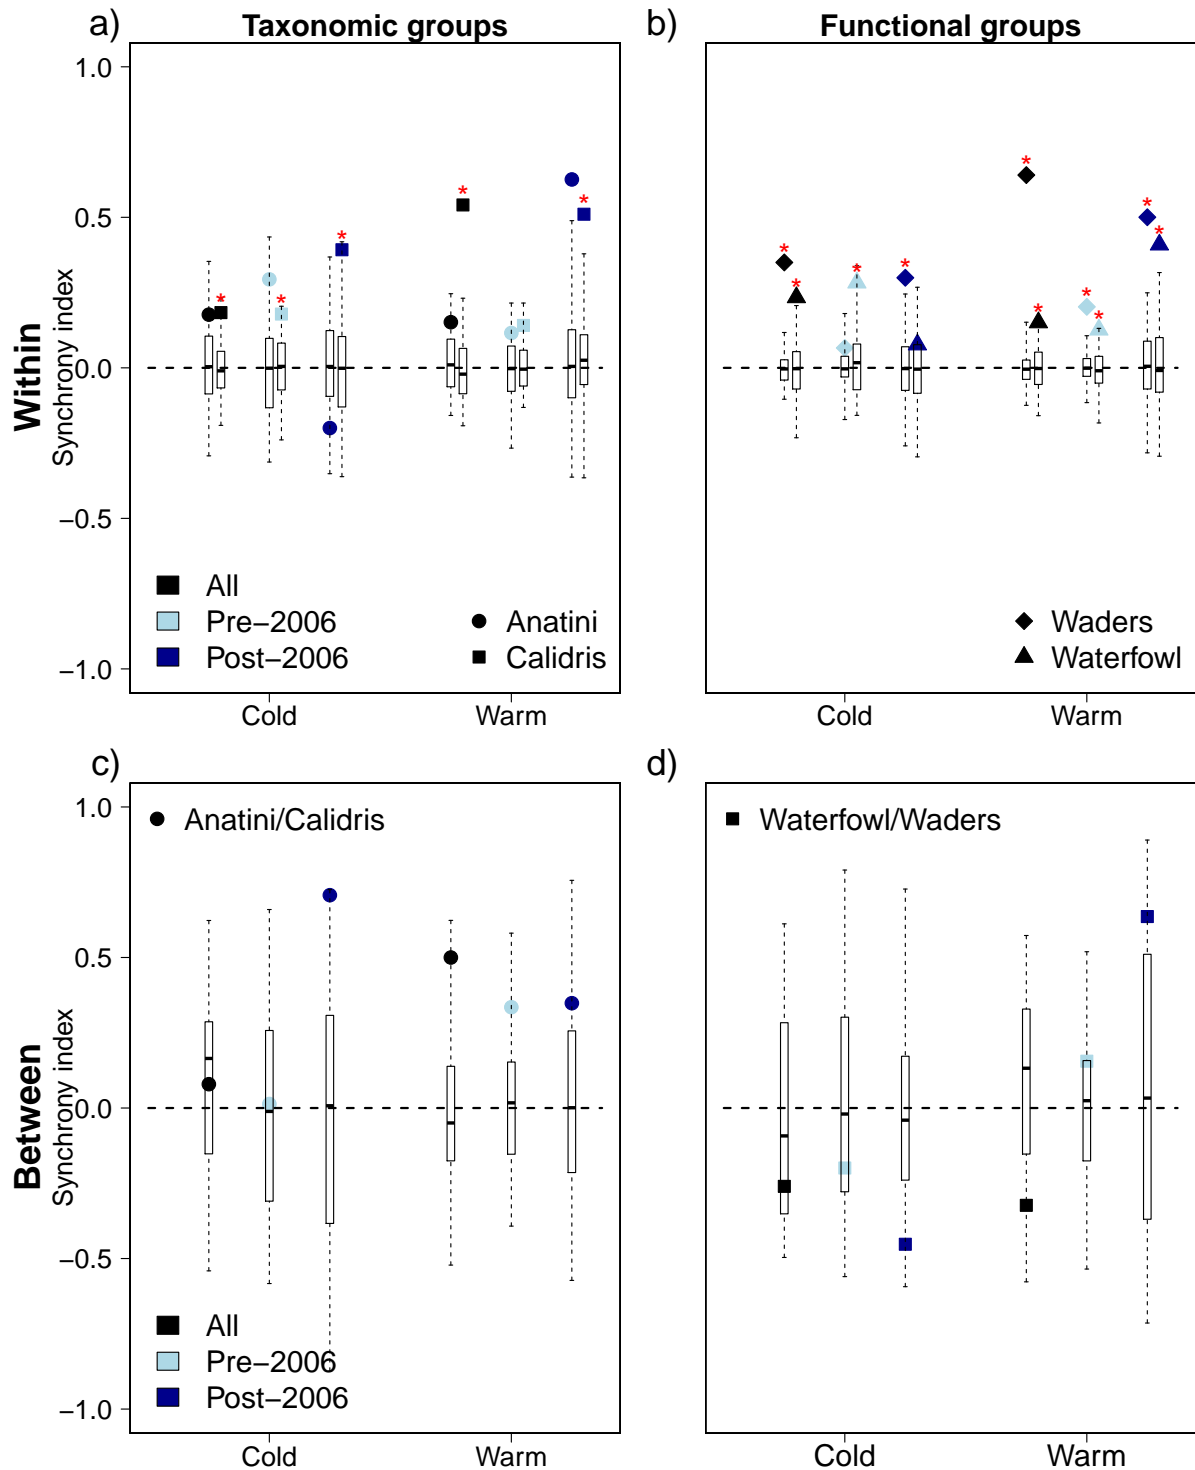 a) Taxonomic groups
b) Functional groups
Within
Synchrony index
1.0
0.5
0.0
−0.5
−1.0
* * * * *
* * * * * * * * * *
All
Pre−2006
Post−2006
Anatini
Calidris
Waders
Waterfowl
Cold
Warm
Cold
Warm
c)
d)
Between
Synchrony index
1.0
0.5
0.0
−0.5
−1.0
Anatini/Calidris
Waterfowl/Waders
All
Pre−2006
Post−2006
Cold
Warm
Cold
Warm